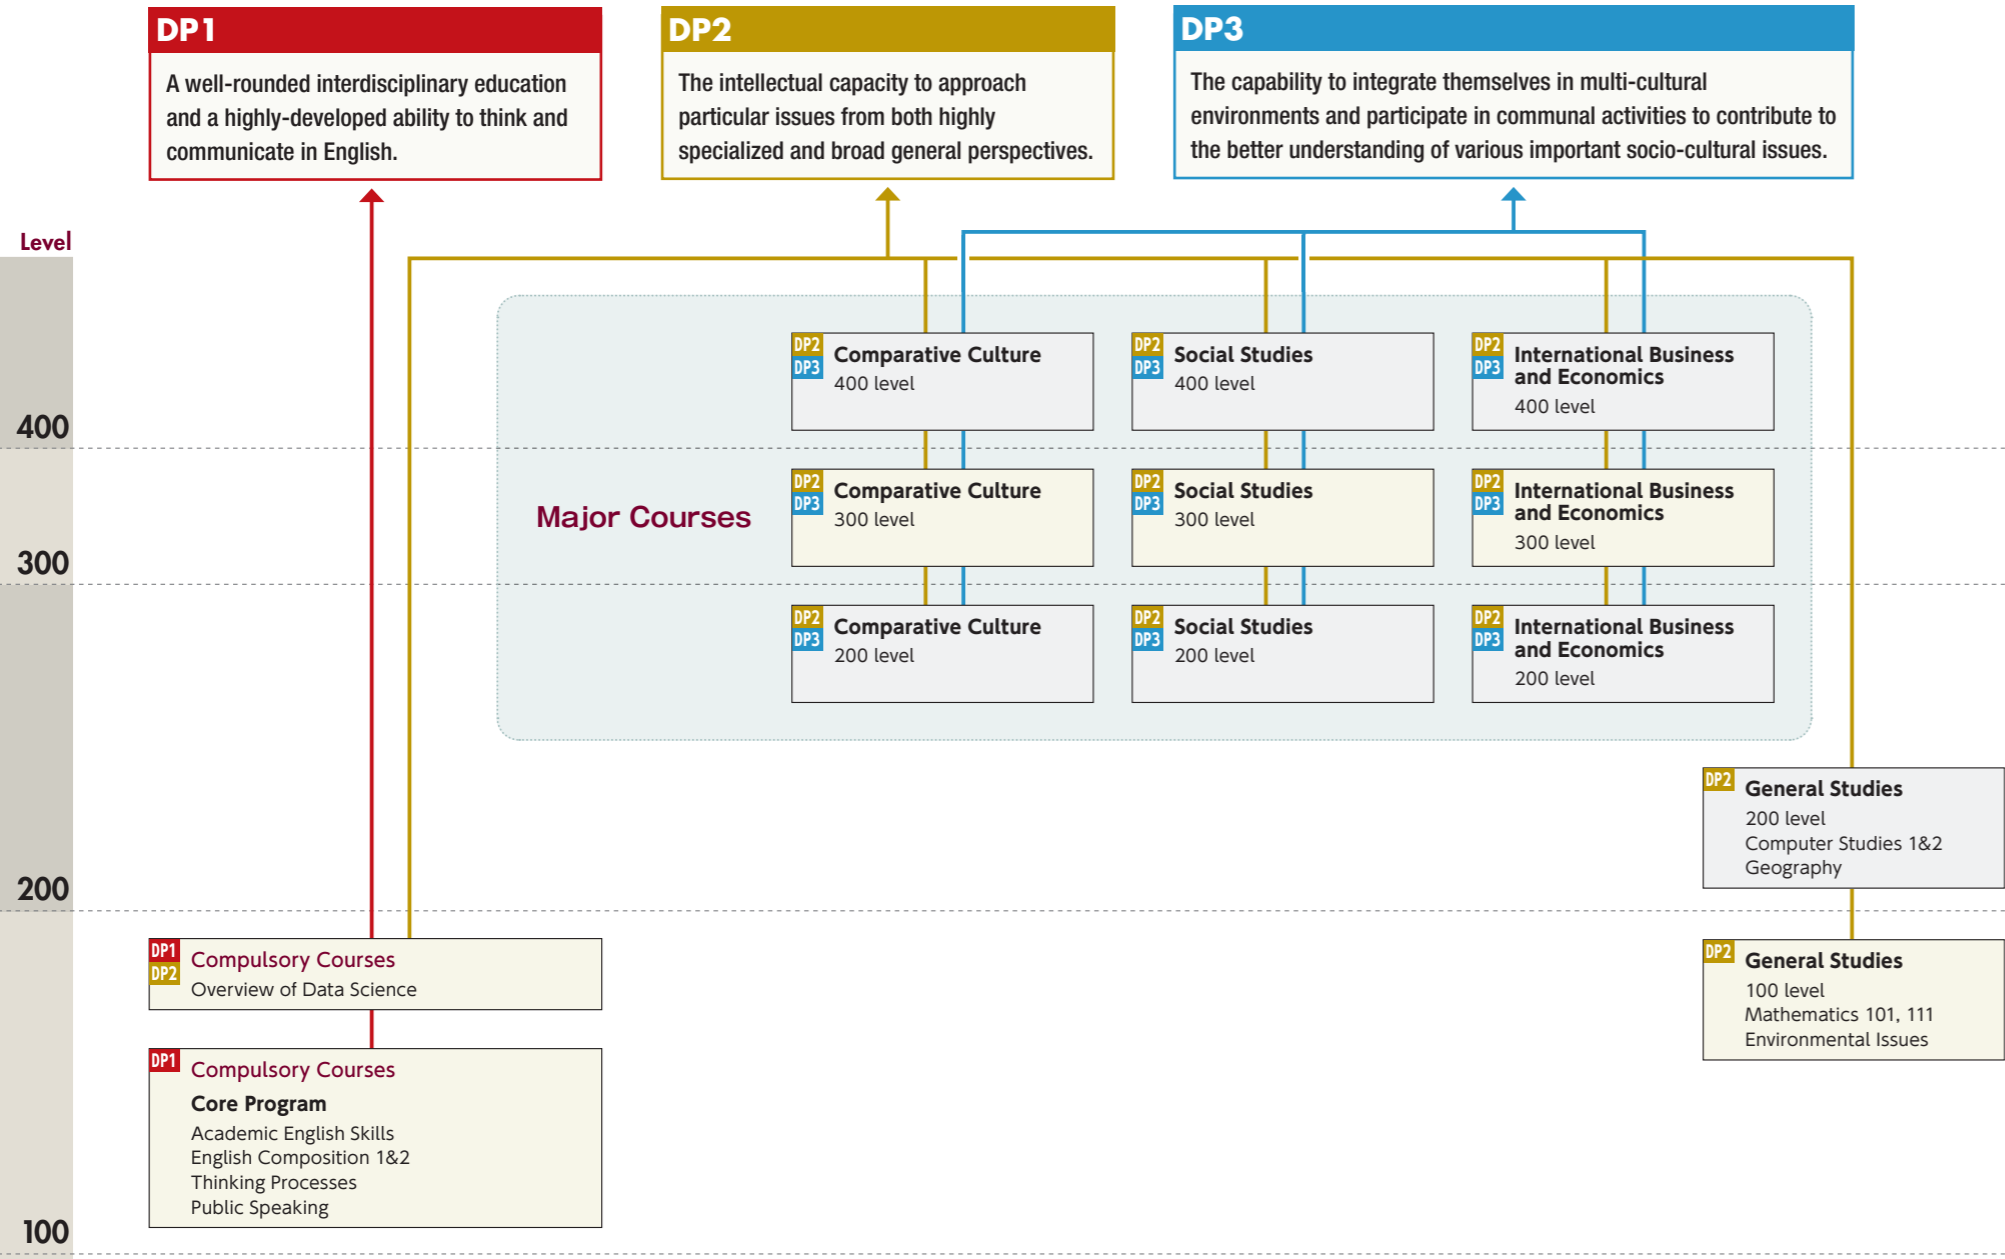 DP1
A well-rounded interdisciplinary education
and a highly-developed ability to think and
communicate in English.
DP2
The intellectual capacity to approach
particular issues from both highly
specialized and broad general perspectives.
DP3
The capability to integrate themselves in multi-cultural
environments and participate in communal activities to contribute to
the better understanding of various important socio-cultural issues.
Level
400
DP2
DP3
Comparative Culture
400 level
DP2
DP3
Social Studies
400 level
DP2
DP3
International Business
and Economics
400 level
300
Major Courses
DP2
DP3
Comparative Culture
300 level
DP2
DP3
Social Studies
300 level
DP2
DP3
International Business
and Economics
300 level
DP2
DP3
Comparative Culture
200 level
DP2
DP3
Social Studies
200 level
DP2
DP3
International Business
and Economics
200 level
DP2
General Studies
200 level
Computer Studies 1&2
Geography
200
DP1
DP2
Compulsory Courses
Overview of Data Science
DP2
General Studies
100 level
Mathematics 101, 111
Environmental Issues
DP1
Compulsory Courses
Core Program
Academic English Skills
English Composition 1&2
Thinking Processes
Public Speaking
100